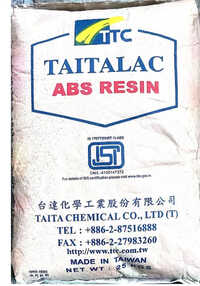 TTC
TAITALAC
ABS RESIN
ISI
台達化學工業股份有限公司
TAITA CHEMICAL CO., LTD (T)
TEL : +886-2-87516888
FAX : +886-2-27983260
http://www.ttc.com.tw
MADE IN TAIWAN
NET WT : 25 KGS